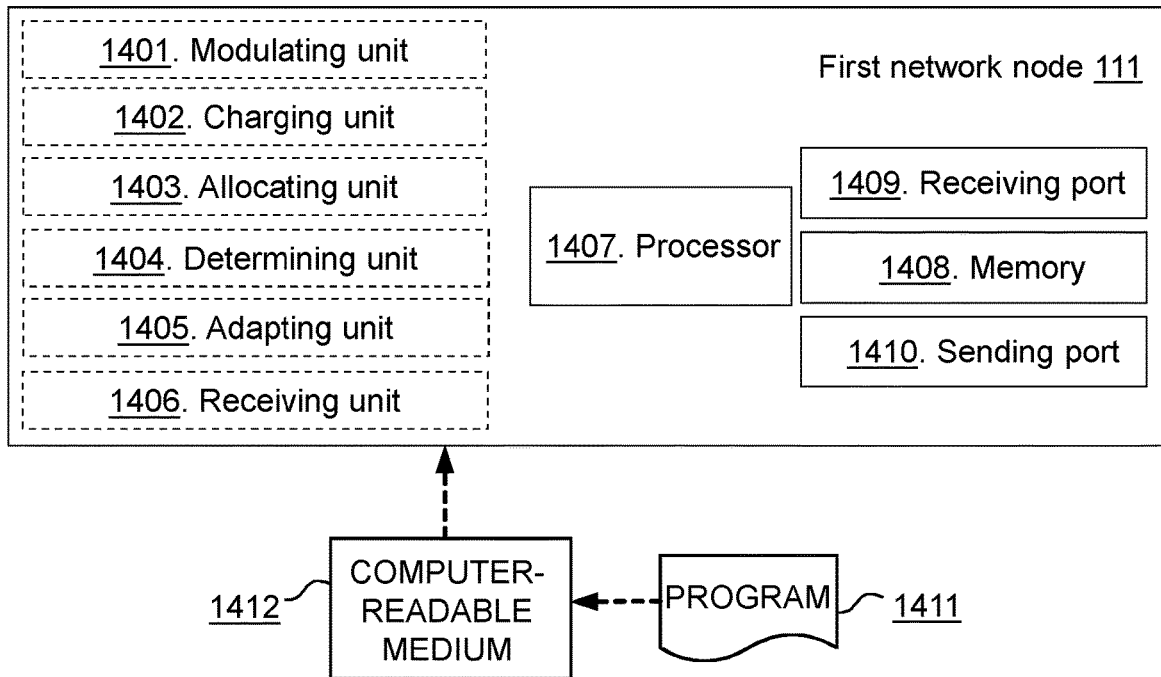 1401. Modulating unit
First network node 111
1402. Charging unit
1403. Allocating unit
1404. Determining unit
1405. Adapting unit
1406. Receiving unit
1407. Processor
1409. Receiving port
1408. Memory
1410. Sending port
COMPUTER-
READABLE
MEDIUM
1412
PROGRAM
1411